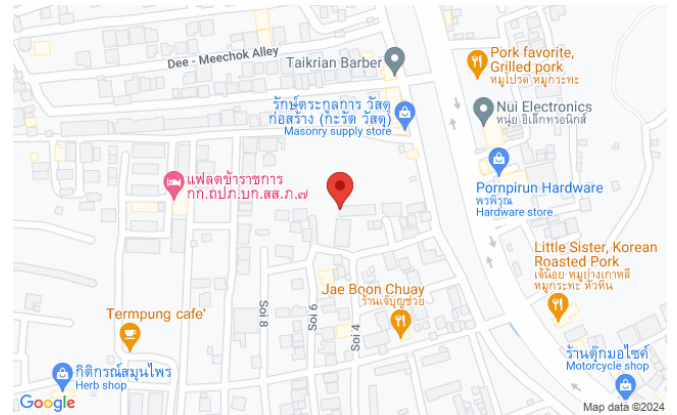 Dee - Meechok Alley
Taikrian Barber
Pork favorite,
Grilled pork
หมูโปรด หมูกระทะ
รักษ์ตระกูลการ วัสดุ
ก่อสร้าง (กะรัต วัสดุ)
Masonry supply store
Nui Electronics
หนุ่ย อิเล็กทรอนิกส์
แฟลตข้าราชการ
กก.ถปภ.บก.สส.ภ.๗
Pornpirun Hardware
พรพิรุณ
Hardware store
Little Sister, Korean
Roasted Pork
เจ๊น้อย หมูย่างเกาหลี
หมูกระทะ หัวหิน
Jae Boon Chuay
ร้านเจ๊บุญช่วย
Soi 8
Soi 6
Soi 4
Termpung cafe'
กิติกรณ์สมุนไพร
Herb shop
ร้านตุ๊กมอไซค์
Motorcycle shop
Google
Map data ©2024